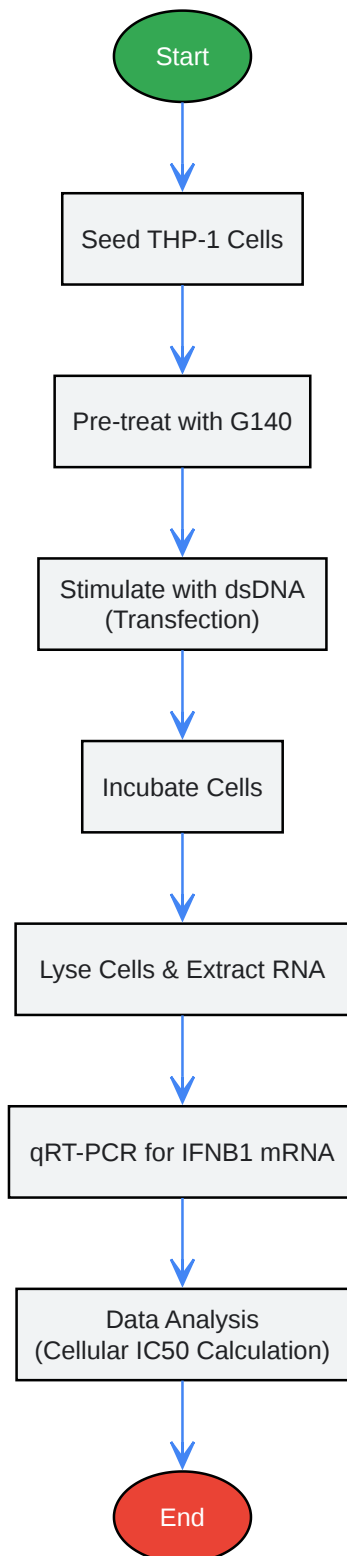 Start
Seed THP-1 Cells
Pre-treat with G140
Stimulate with dsDNA
(Transfection)
Incubate Cells
Lyse Cells & Extract RNA
qRT-PCR for IFNB1 mRNA
Data Analysis
(Cellular IC50 Calculation)
End